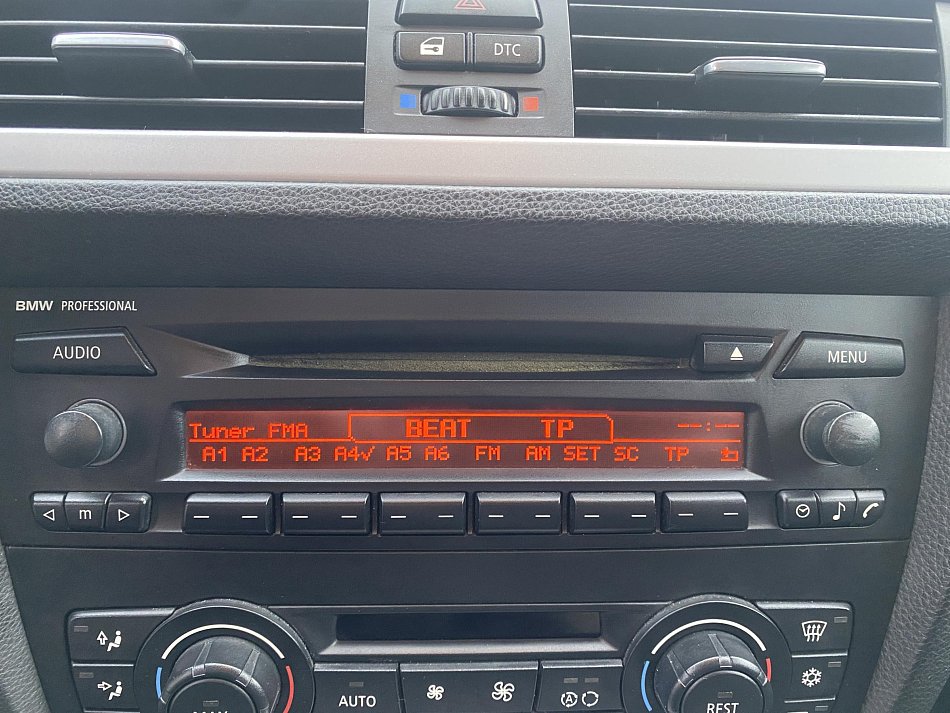 DTC
BMW PROFESSIONAL
AUDIO
MENU
Tuner FMA BEAT TP --:--
A1 A2 A3 A4✓ A5 A6 FM AM SET SC TP
m
AUTO
REST